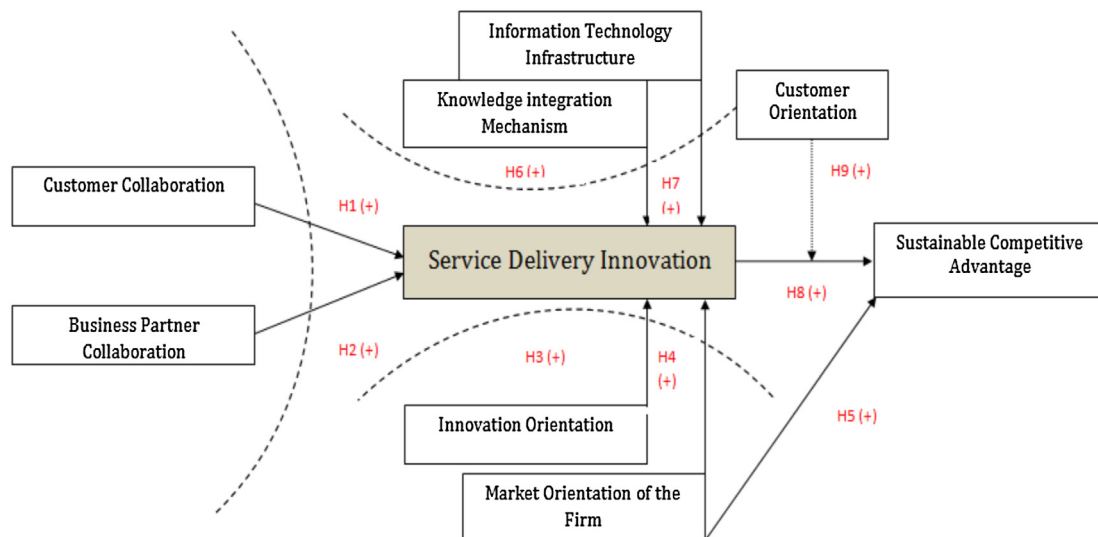 Information Technology
Infrastructure
Knowledge integration
Mechanism
Customer
Orientation
H6 (+)
H7
(+)
H9 (+)
Customer Collaboration
H1 (+)
Service Delivery Innovation
Sustainable Competitive
Advantage
H8 (+)
Business Partner
Collaboration
H2 (+)
H3 (+)
H4
(+)
H5 (+)
Innovation Orientation
Market Orientation of the
Firm